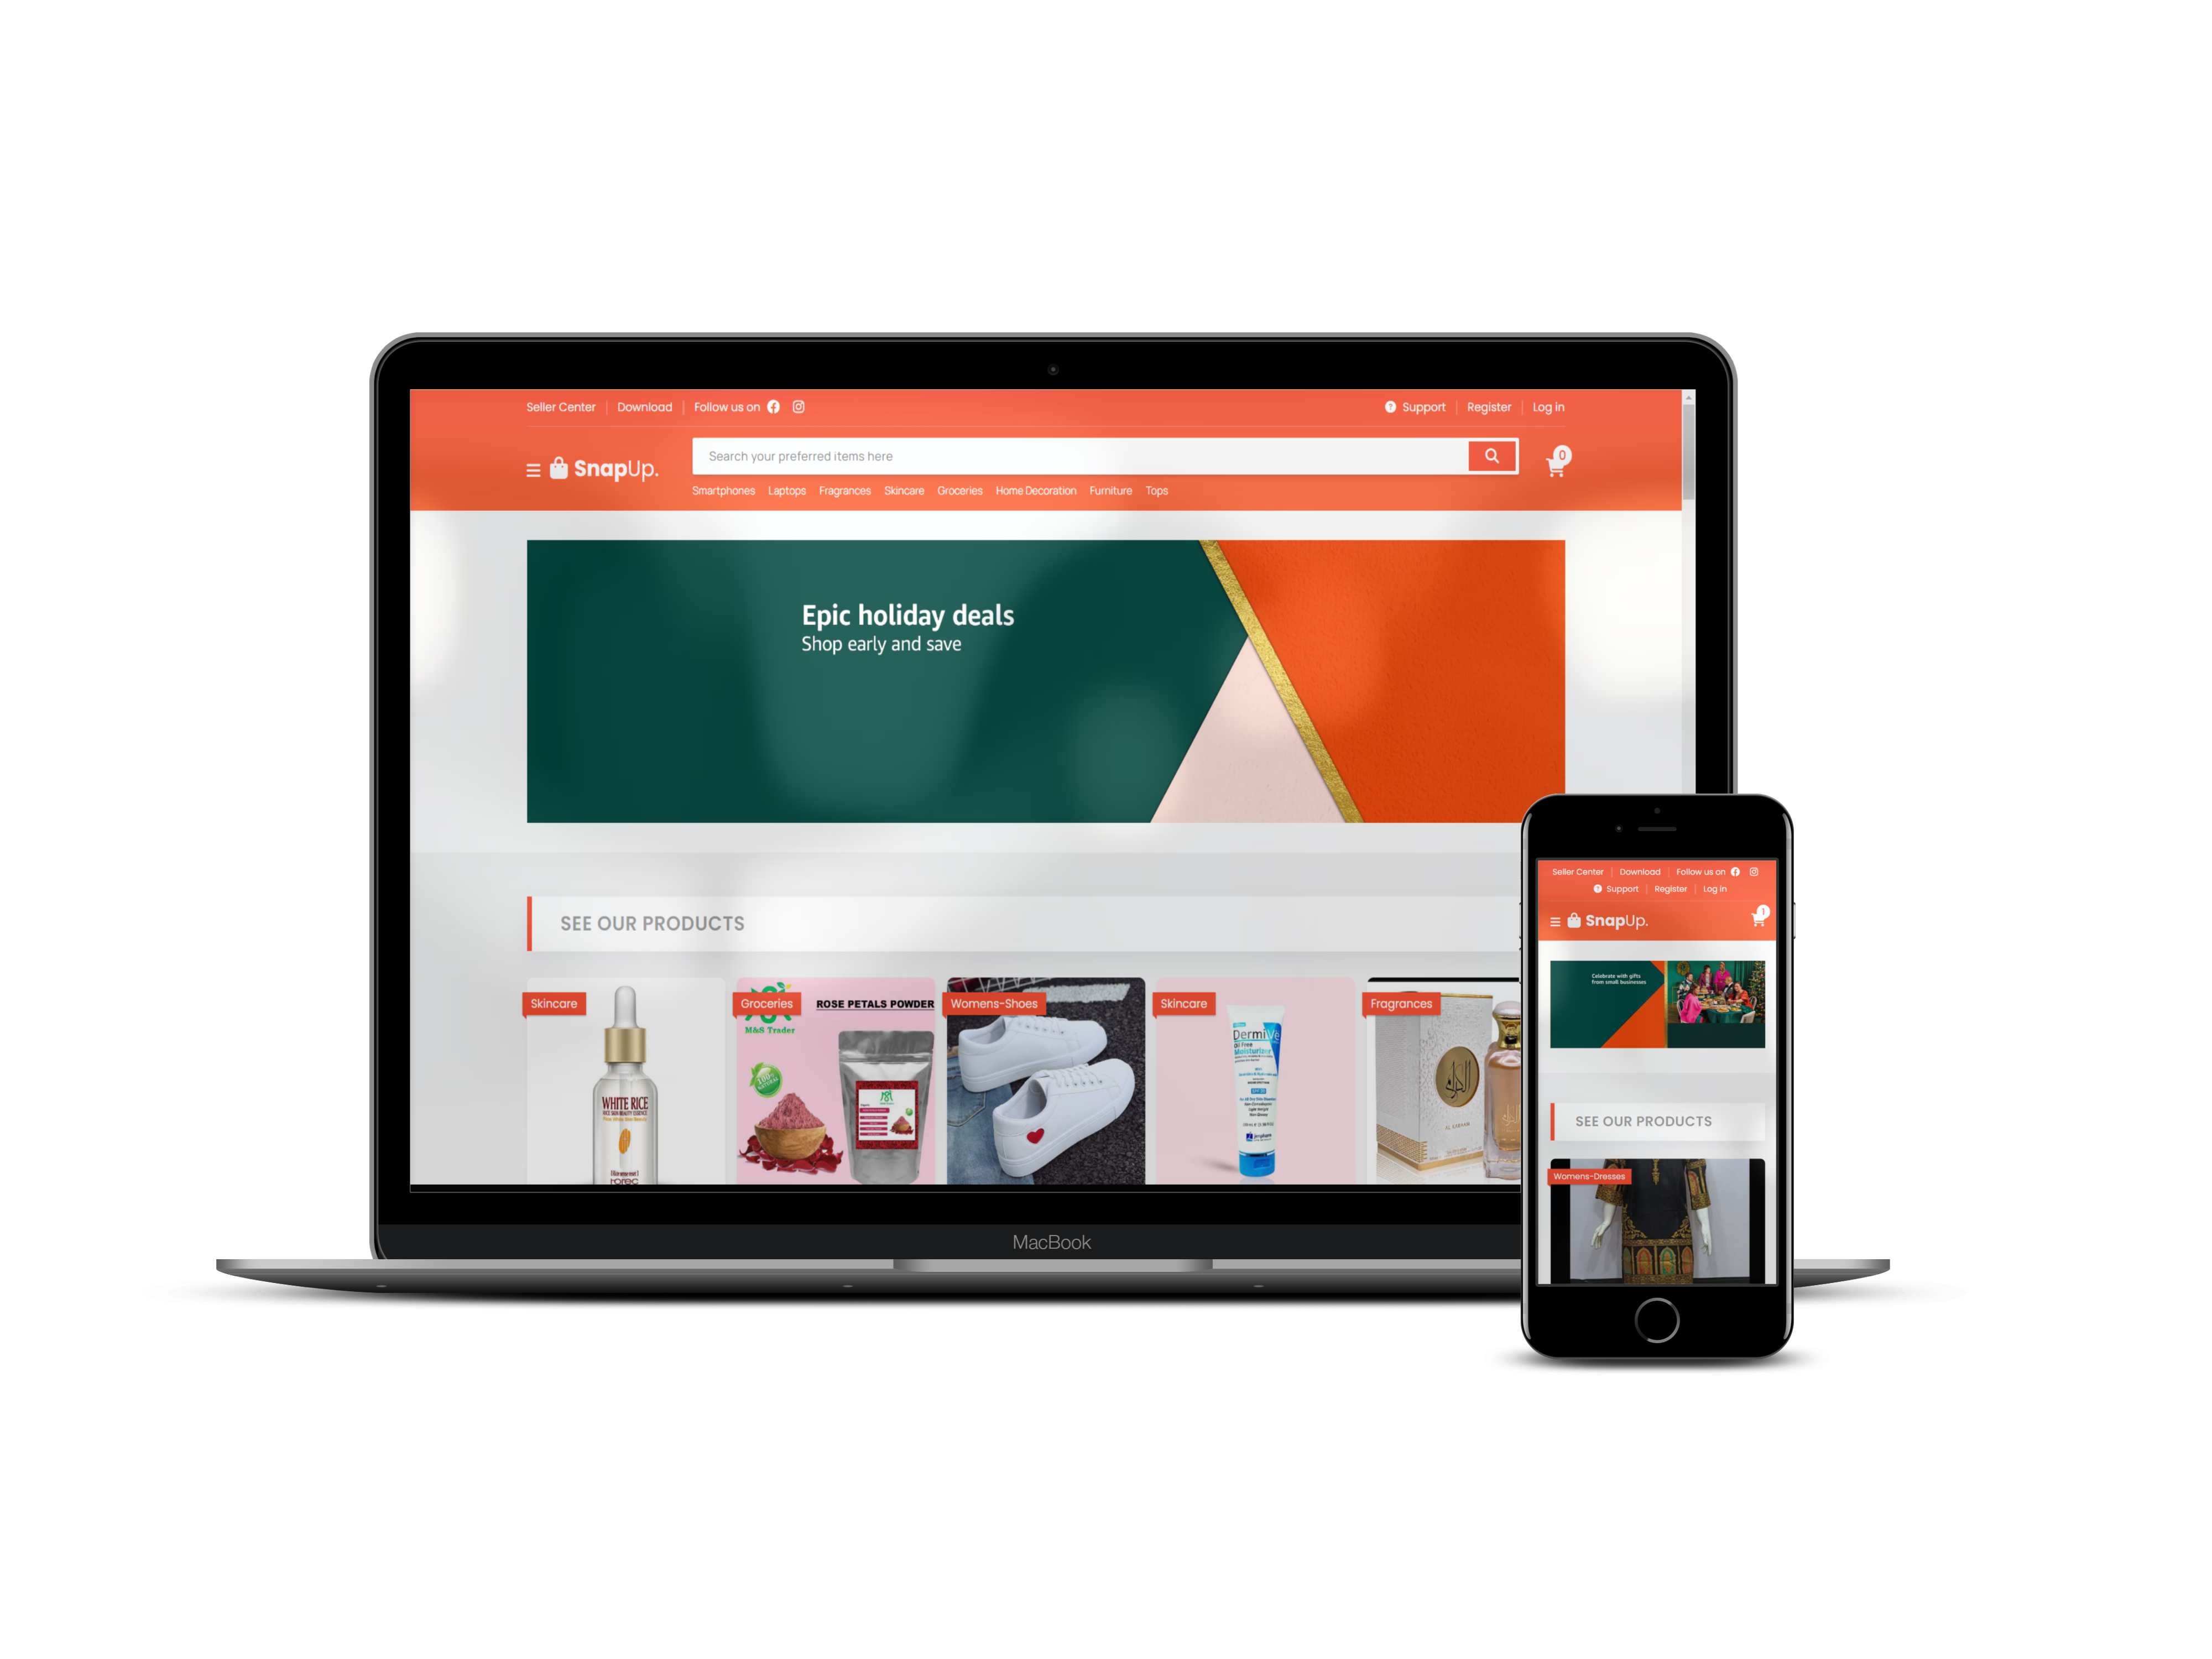 Seller Center Download Follow us on
Support Register Log in
SnapUp.
Search your preferred items here
0
Smartphones Laptops Fragrances Skincare Groceries Home Decoration Furniture Tops
Epic holiday deals
Shop early and save
SEE OUR PRODUCTS
Skincare
WHITE RICE
rorec
Groceries
ROSE PETALS POWDER
M&S Trader
100%
NATURAL
Womens-Shoes
Skincare
DermiVe
Oil Free
Moisturizer
Fragrances
MacBook
Seller Center Download Follow us on
Support Register Log in
SnapUp.
1
Celebrate with gifts
from small businesses
SEE OUR PRODUCTS
Womens-Dresses